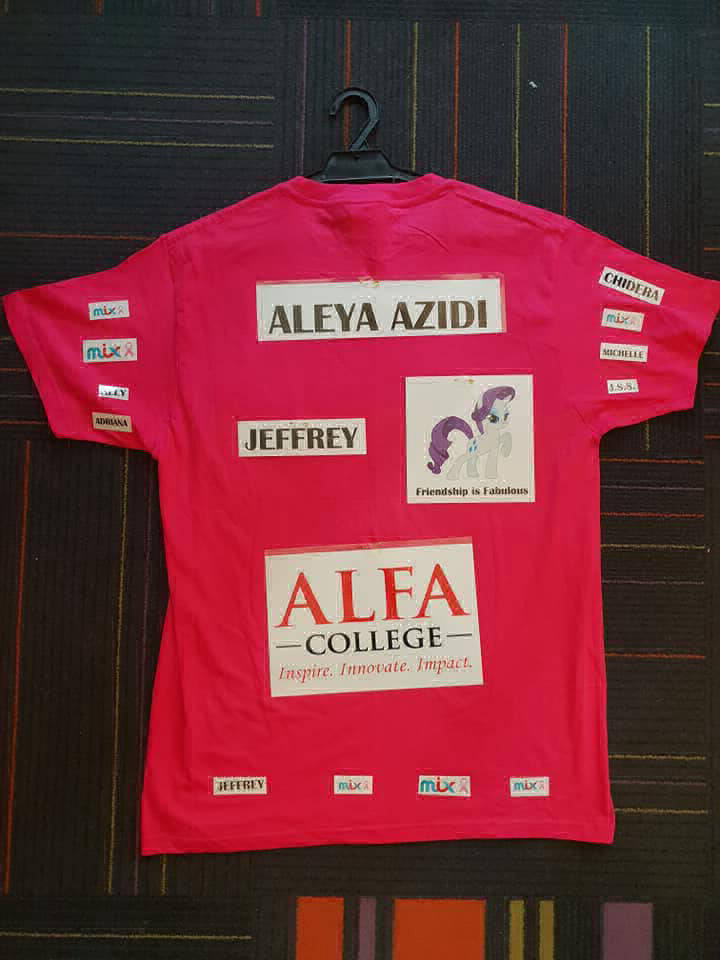 mix
mix
ALLY
ADRIANA
ALEYA AZIDI
CHIDERA
mix
MICHELLE
J.S.S.
JEFFREY
Friendship is Fabulous
ALFA
COLLEGE
Inspire. Innovate. Impact.
JEFFREY
mix
mix
mix